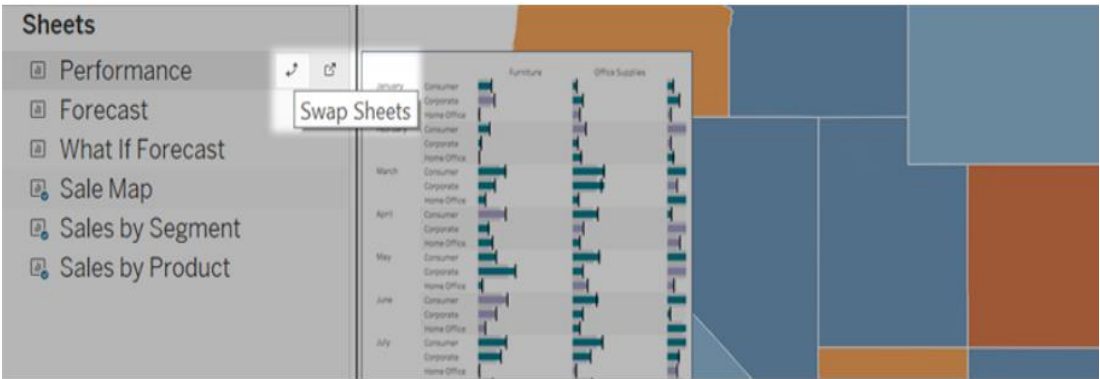 Sheets
Performance
Swap Sheets
Forecast
What If Forecast
Sale Map
Sales by Segment
Sales by Product
Furniture Office Supplies
January Consumer
Corporate
Home Office
February Consumer
Corporate
Home Office
March Consumer
Corporate
Home Office
April Consumer
Corporate
Home Office
May Consumer
Corporate
Home Office
June Consumer
Corporate
Home Office
July Consumer
Corporate
Home Office